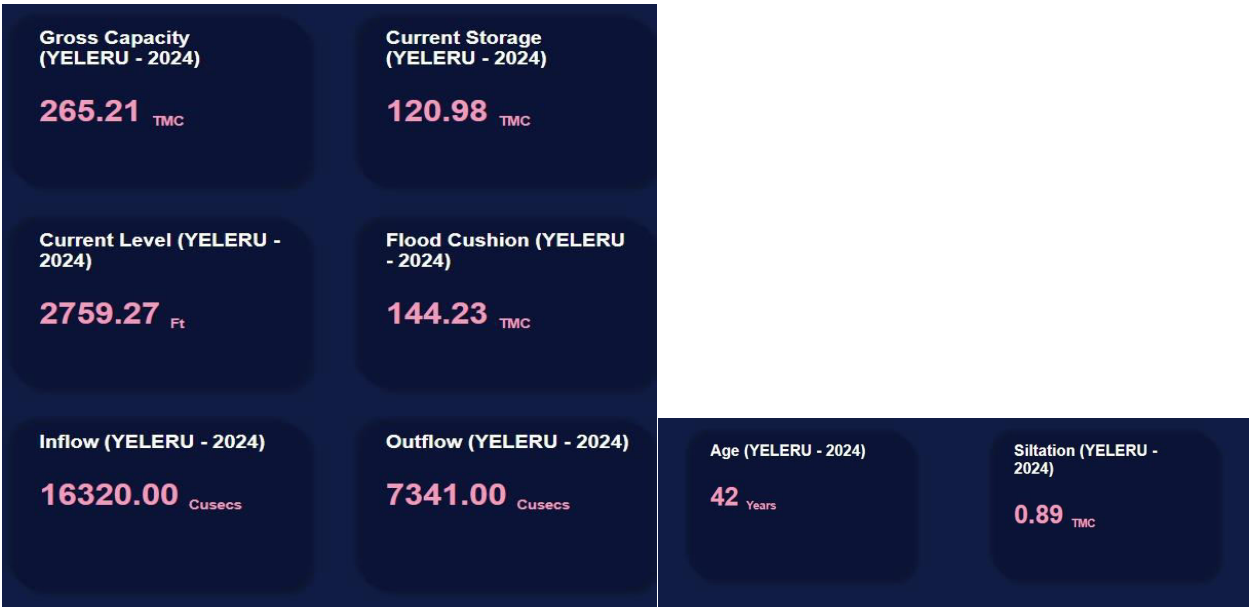 Gross Capacity
(YELERU - 2024)
265.21 TMC
Current Storage
(YELERU - 2024)
120.98 TMC
Current Level (YELERU -
2024)
2759.27 Ft
Flood Cushion (YELERU
- 2024)
144.23 TMC
Inflow (YELERU - 2024)
16320.00 Cusecs
Outflow (YELERU - 2024)
7341.00 Cusecs
Age (YELERU - 2024)
42 Years
Siltation (YELERU -
2024)
0.89 TMC